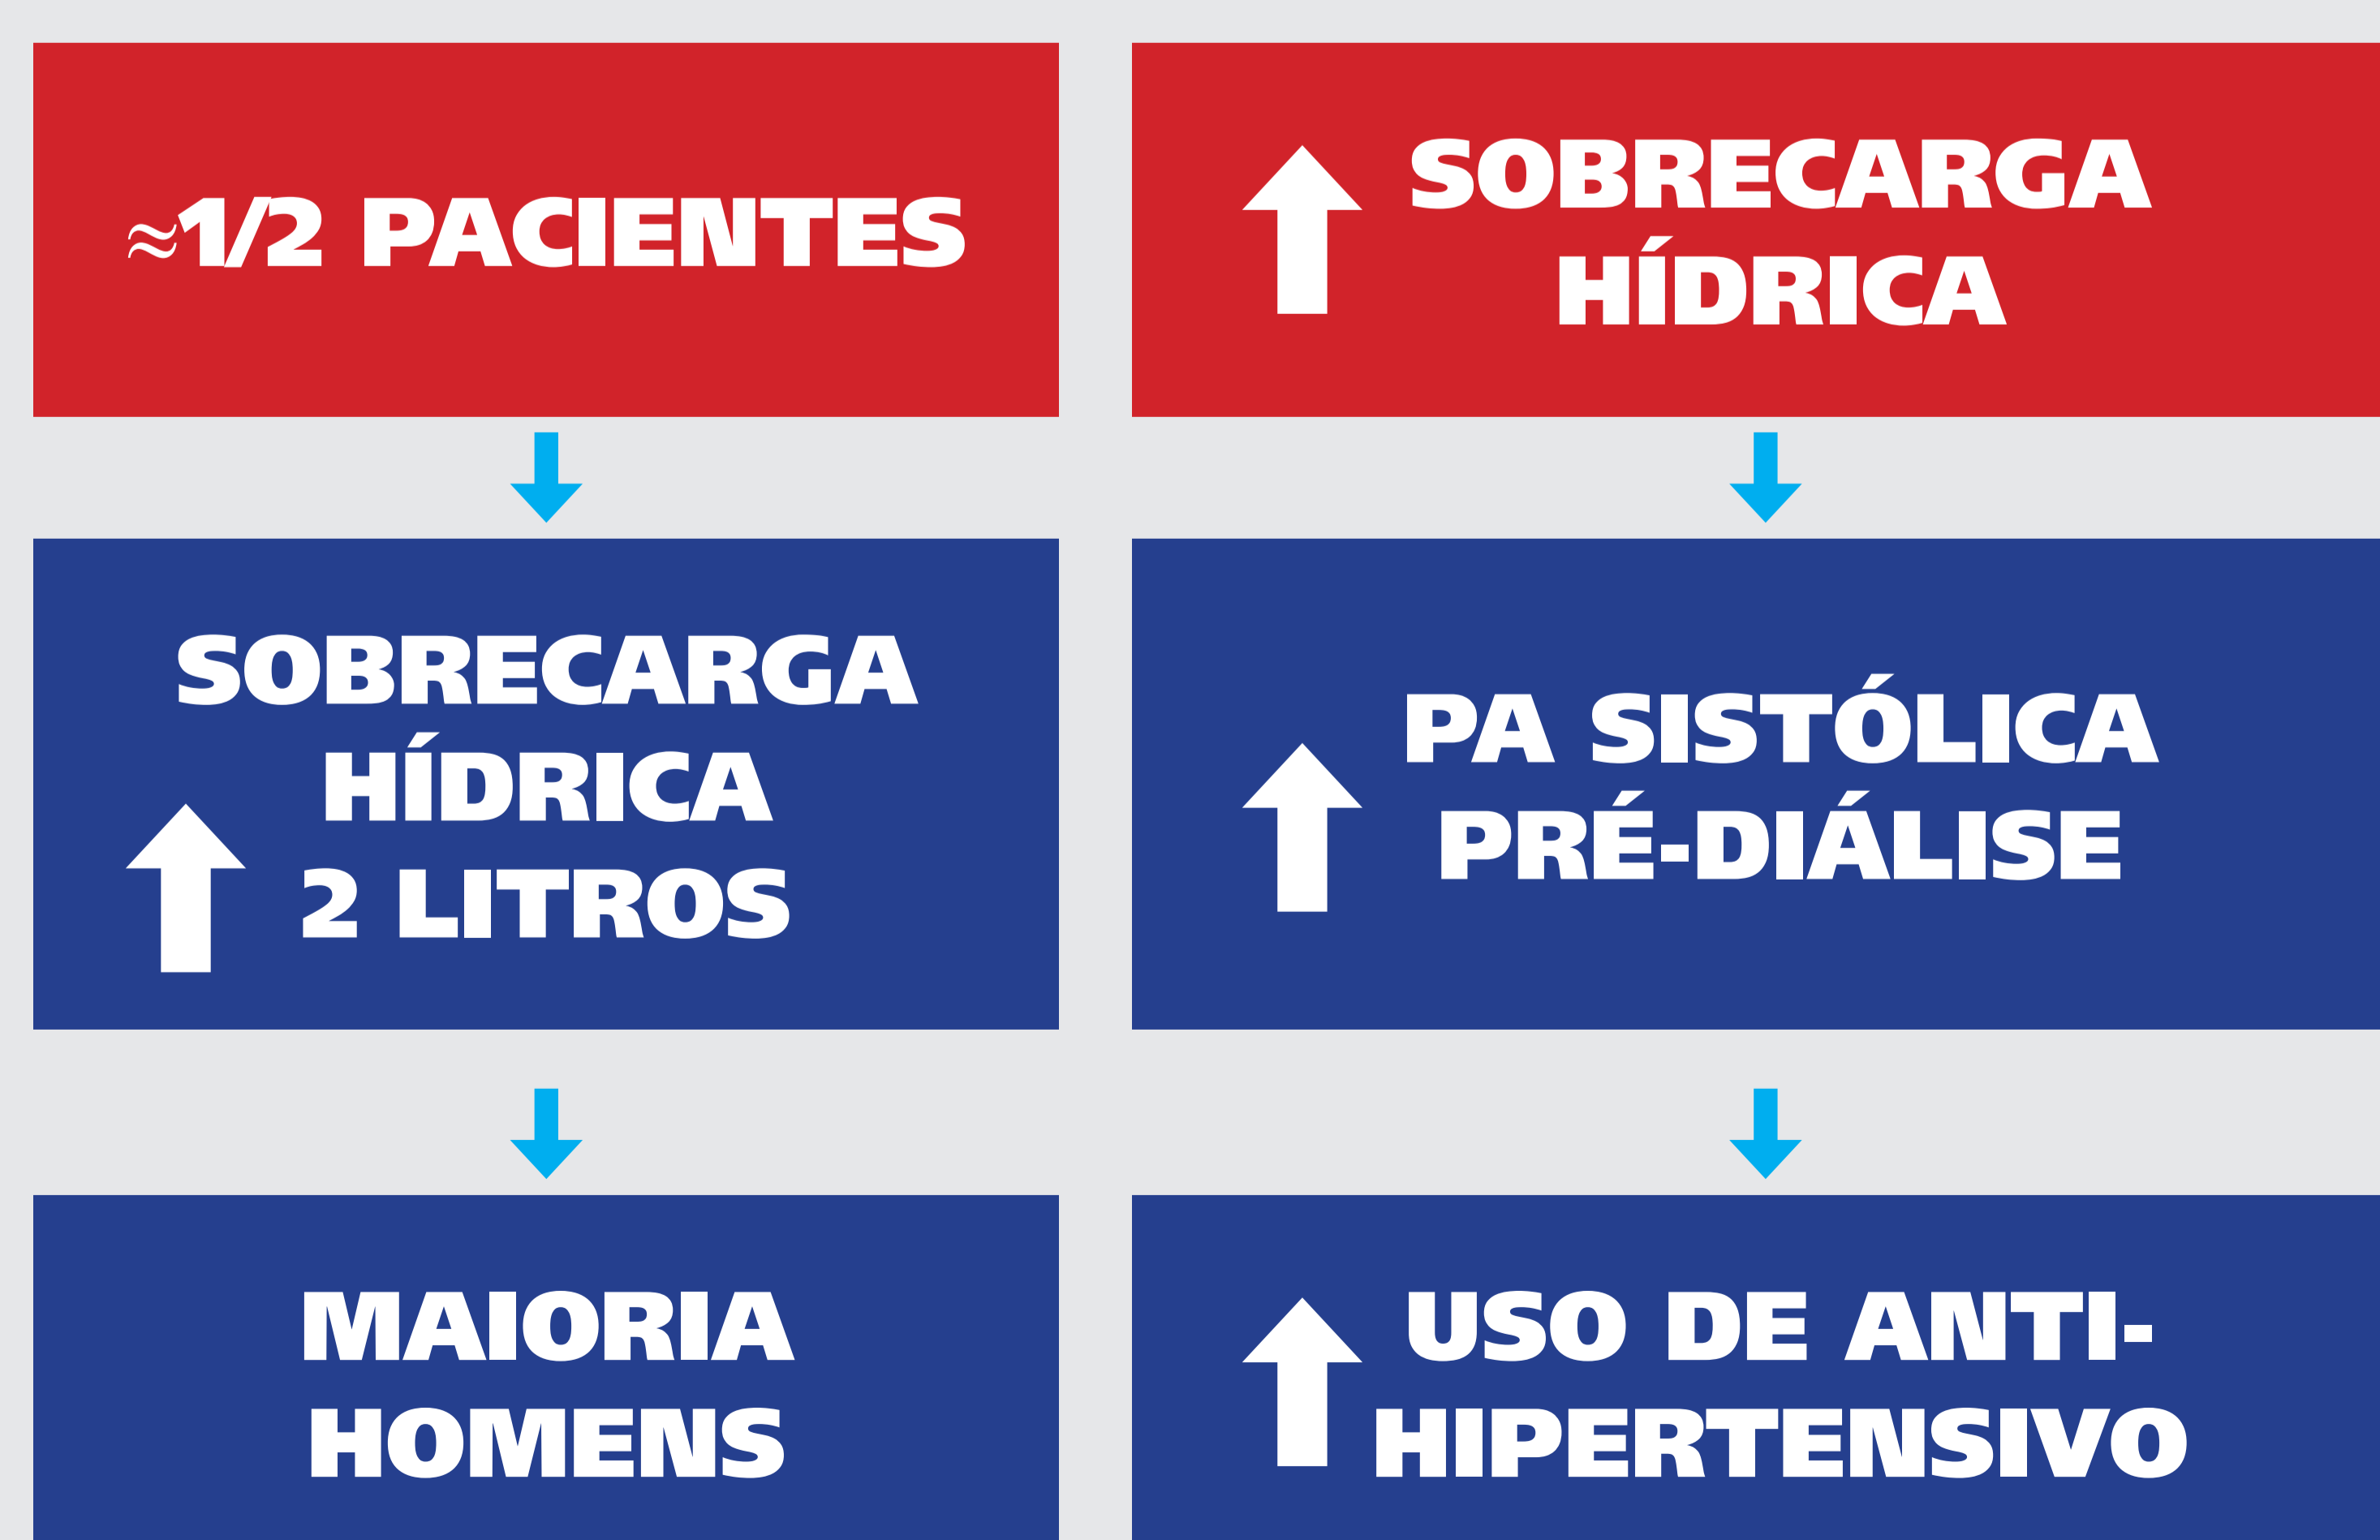 ≈1/2 PACIENTES
SOBRECARGA
HÍDRICA
2 LITROS
MAIORIA
HOMENS
SOBRECARGA
HÍDRICA
PA SISTÓLICA
PRÉ-DIÁLISE
USO DE ANTI-
HIPERTENSIVO